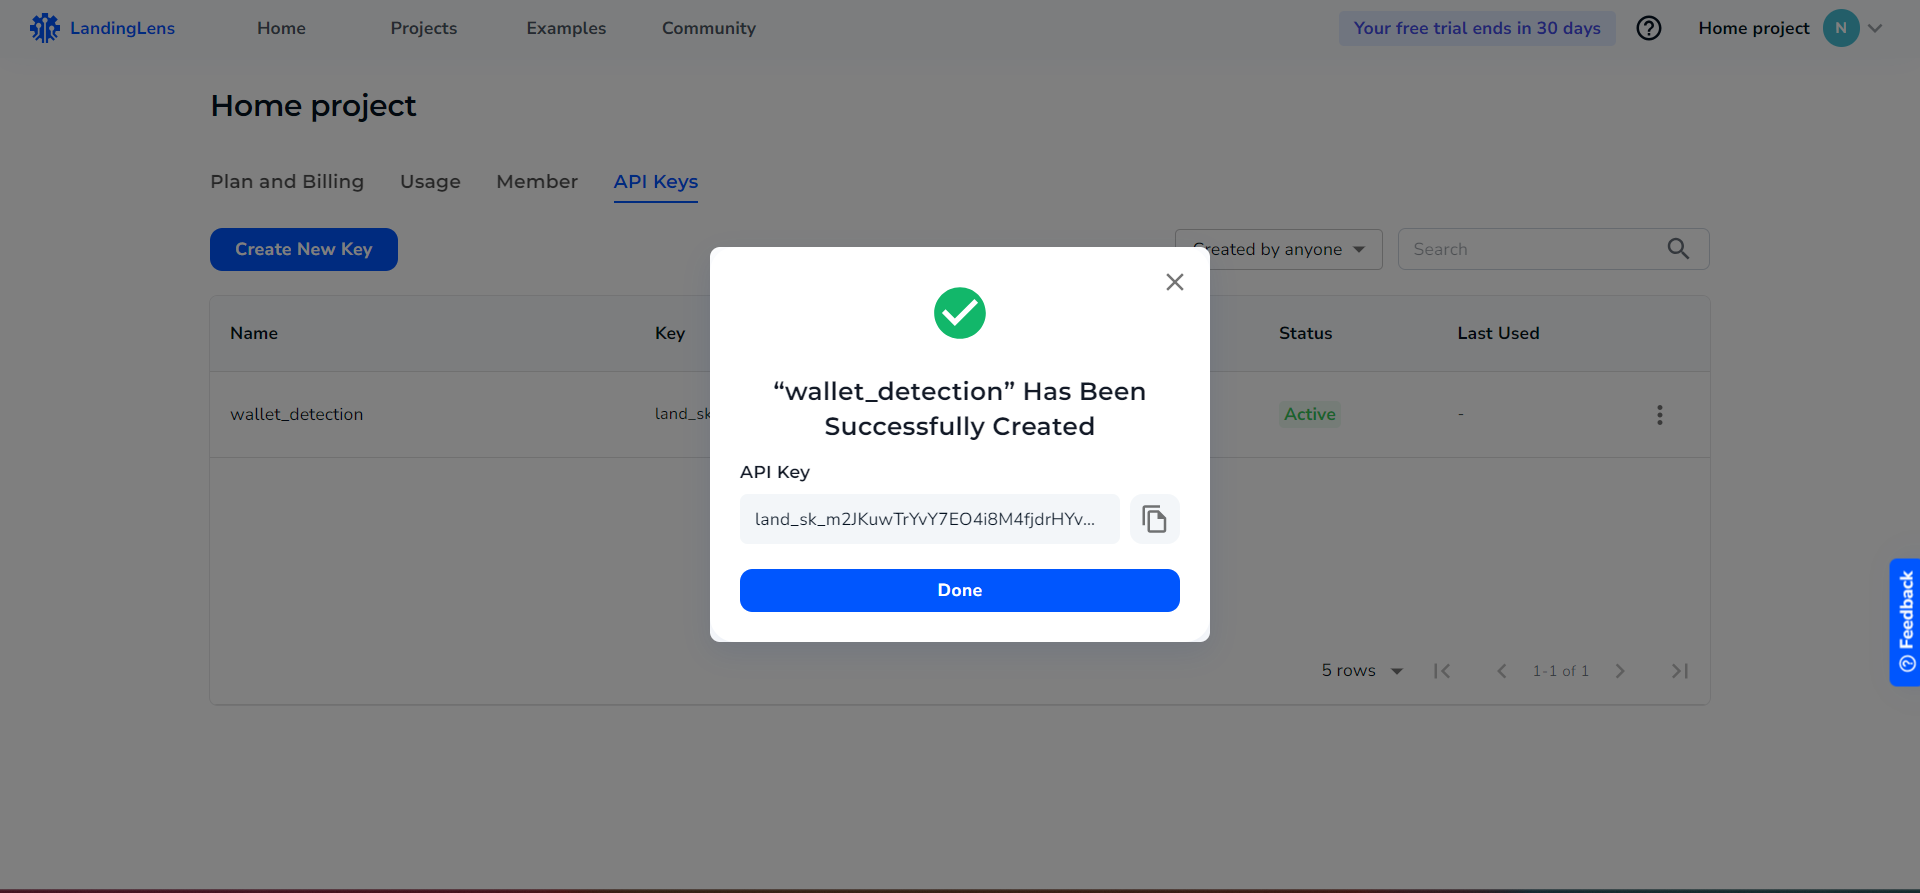 LandingLens
Home
Projects
Examples
Community
Your free trial ends in 30 days
Home project
N
Home project
Plan and Billing
Usage
Member
API Keys
Create New Key
Created by anyone
Search
Name
Key
Status
Last Used
wallet_detection
land_sk
Active
-
“wallet_detection” Has Been
Successfully Created
API Key
land_sk_m2JKuwTrYvY7EO4i8M4fjdrHYv...
Done
5 rows
1-1 of 1
Feedback